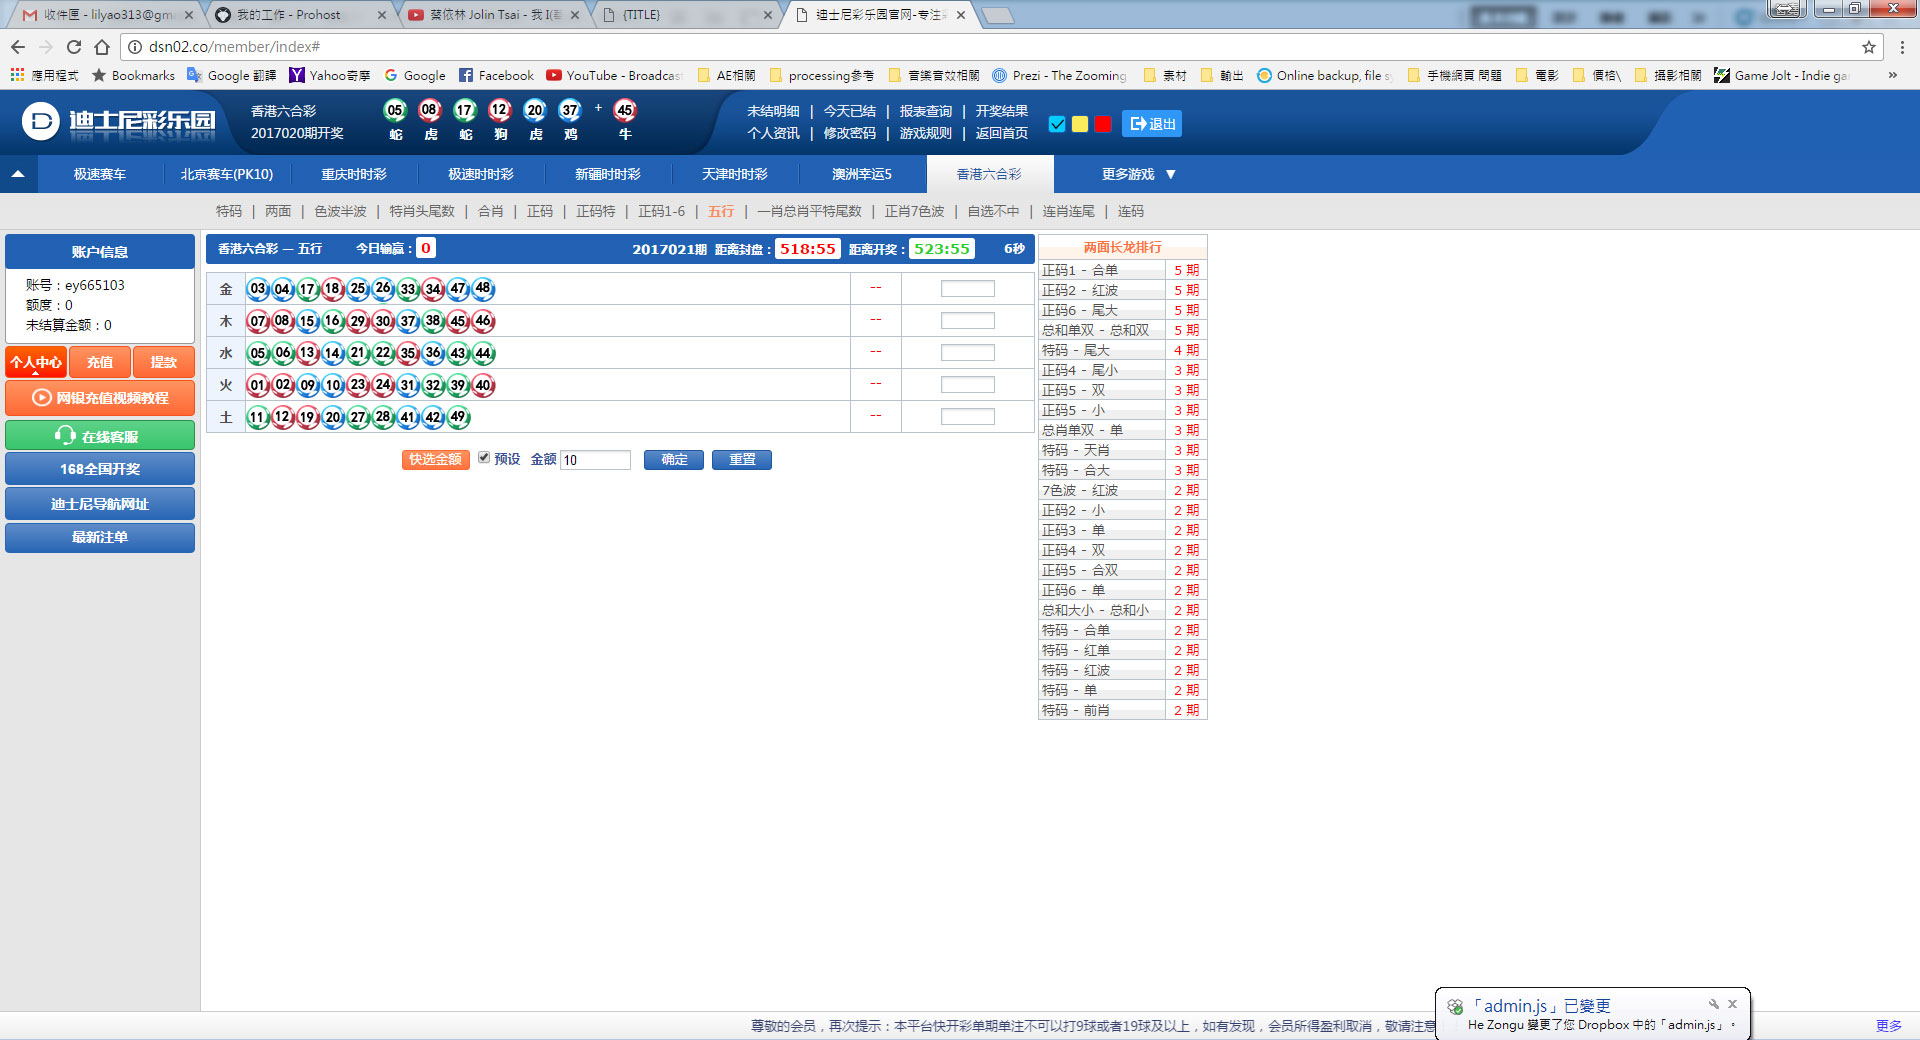 收件匣 - lilyao313@gm
我的工作 - Prohost
蔡依林 Jolin Tsai - 我 I(
{TITLE}
迪士尼彩乐园官网-专注
dsn02.co/member/index#
應用程式
Bookmarks
Google 翻譯
Yahoo奇摩
Google
Facebook
YouTube - Broadcas
AE相關
processing參考
音樂音效相關
Prezi - The Zooming
素材
輸出
Online backup, file s
手機網頁 問題
電影
價格\
攝影相關
Game Jolt - Indie ga
»
迪士尼彩乐园
香港六合彩
2017020期开奖
05 08 17 12 20 37 + 45
蛇 虎 蛇 狗 虎 鸡 牛
未结明细 | 今天已结 | 报表查询 | 开奖结果
个人资讯 | 修改密码 | 游戏规则 | 返回首页
退出
极速赛车 北京赛车(PK10) 重庆时时彩 极速时时彩 新疆时时彩 天津时时彩 澳洲幸运5 香港六合彩 更多游戏 ▼
特码 | 两面 | 色波半波 | 特肖头尾数 | 合肖 | 正码 | 正码特 | 正码1-6 | 五行 | 一肖总肖平特尾数 | 正肖7色波 | 自选不中 | 连肖连尾 | 连码
账户信息
账号：ey665103
额度：0
未结算金额：0
个人中心 充值 提款
网银充值视频教程
在线客服
168全国开奖
迪士尼导航网址
最新注单
香港六合彩 — 五行 今日输赢：0 2017021期 距离封盘：518:55 距离开奖：523:55 6秒
金 03 04 17 18 25 26 33 34 47 48 --
木 07 08 15 16 29 30 37 38 45 46 --
水 05 06 13 14 21 22 35 36 43 44 --
火 01 02 09 10 23 24 31 32 39 40 --
土 11 12 19 20 27 28 41 42 49 --
快选金额 预设 金额 10 确定 重置
两面长龙排行
正码1 - 合单 5 期
正码2 - 红波 5 期
正码6 - 尾大 5 期
总和单双 - 总和双 5 期
特码 - 尾大 4 期
正码4 - 尾小 3 期
正码5 - 双 3 期
正码5 - 小 3 期
总肖单双 - 单 3 期
特码 - 天肖 3 期
特码 - 合大 3 期
7色波 - 红波 2 期
正码2 - 小 2 期
正码3 - 单 2 期
正码4 - 双 2 期
正码5 - 合双 2 期
正码6 - 单 2 期
总和大小 - 总和小 2 期
特码 - 合单 2 期
特码 - 红单 2 期
特码 - 红波 2 期
特码 - 单 2 期
特码 - 前肖 2 期
尊敬的会员，再次提示：本平台快开彩单期单注不可以打9球或者19球及以上，如有发现，会员所得盈利取消，敬请注意
更多
「admin.js」已變更
He Zongu 變更了您 Dropbox 中的「admin.js」。